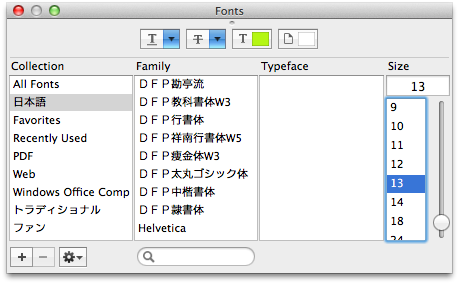 Fonts
T T T
Collection Family Typeface Size
13
All Fonts
日本語
Favorites
Recently Used
PDF
Web
Windows Office Comp
トラディショナル
ファン
ＤＦＰ勘亭流
ＤＦＰ教科書体W3
ＤＦＰ行書体
ＤＦＰ祥南行書体W5
ＤＦＰ痩金体W3
ＤＦＰ太丸ゴシック体
ＤＦＰ中楷書体
ＤＦＰ隷書体
Helvetica
9
10
11
12
13
14
18
24